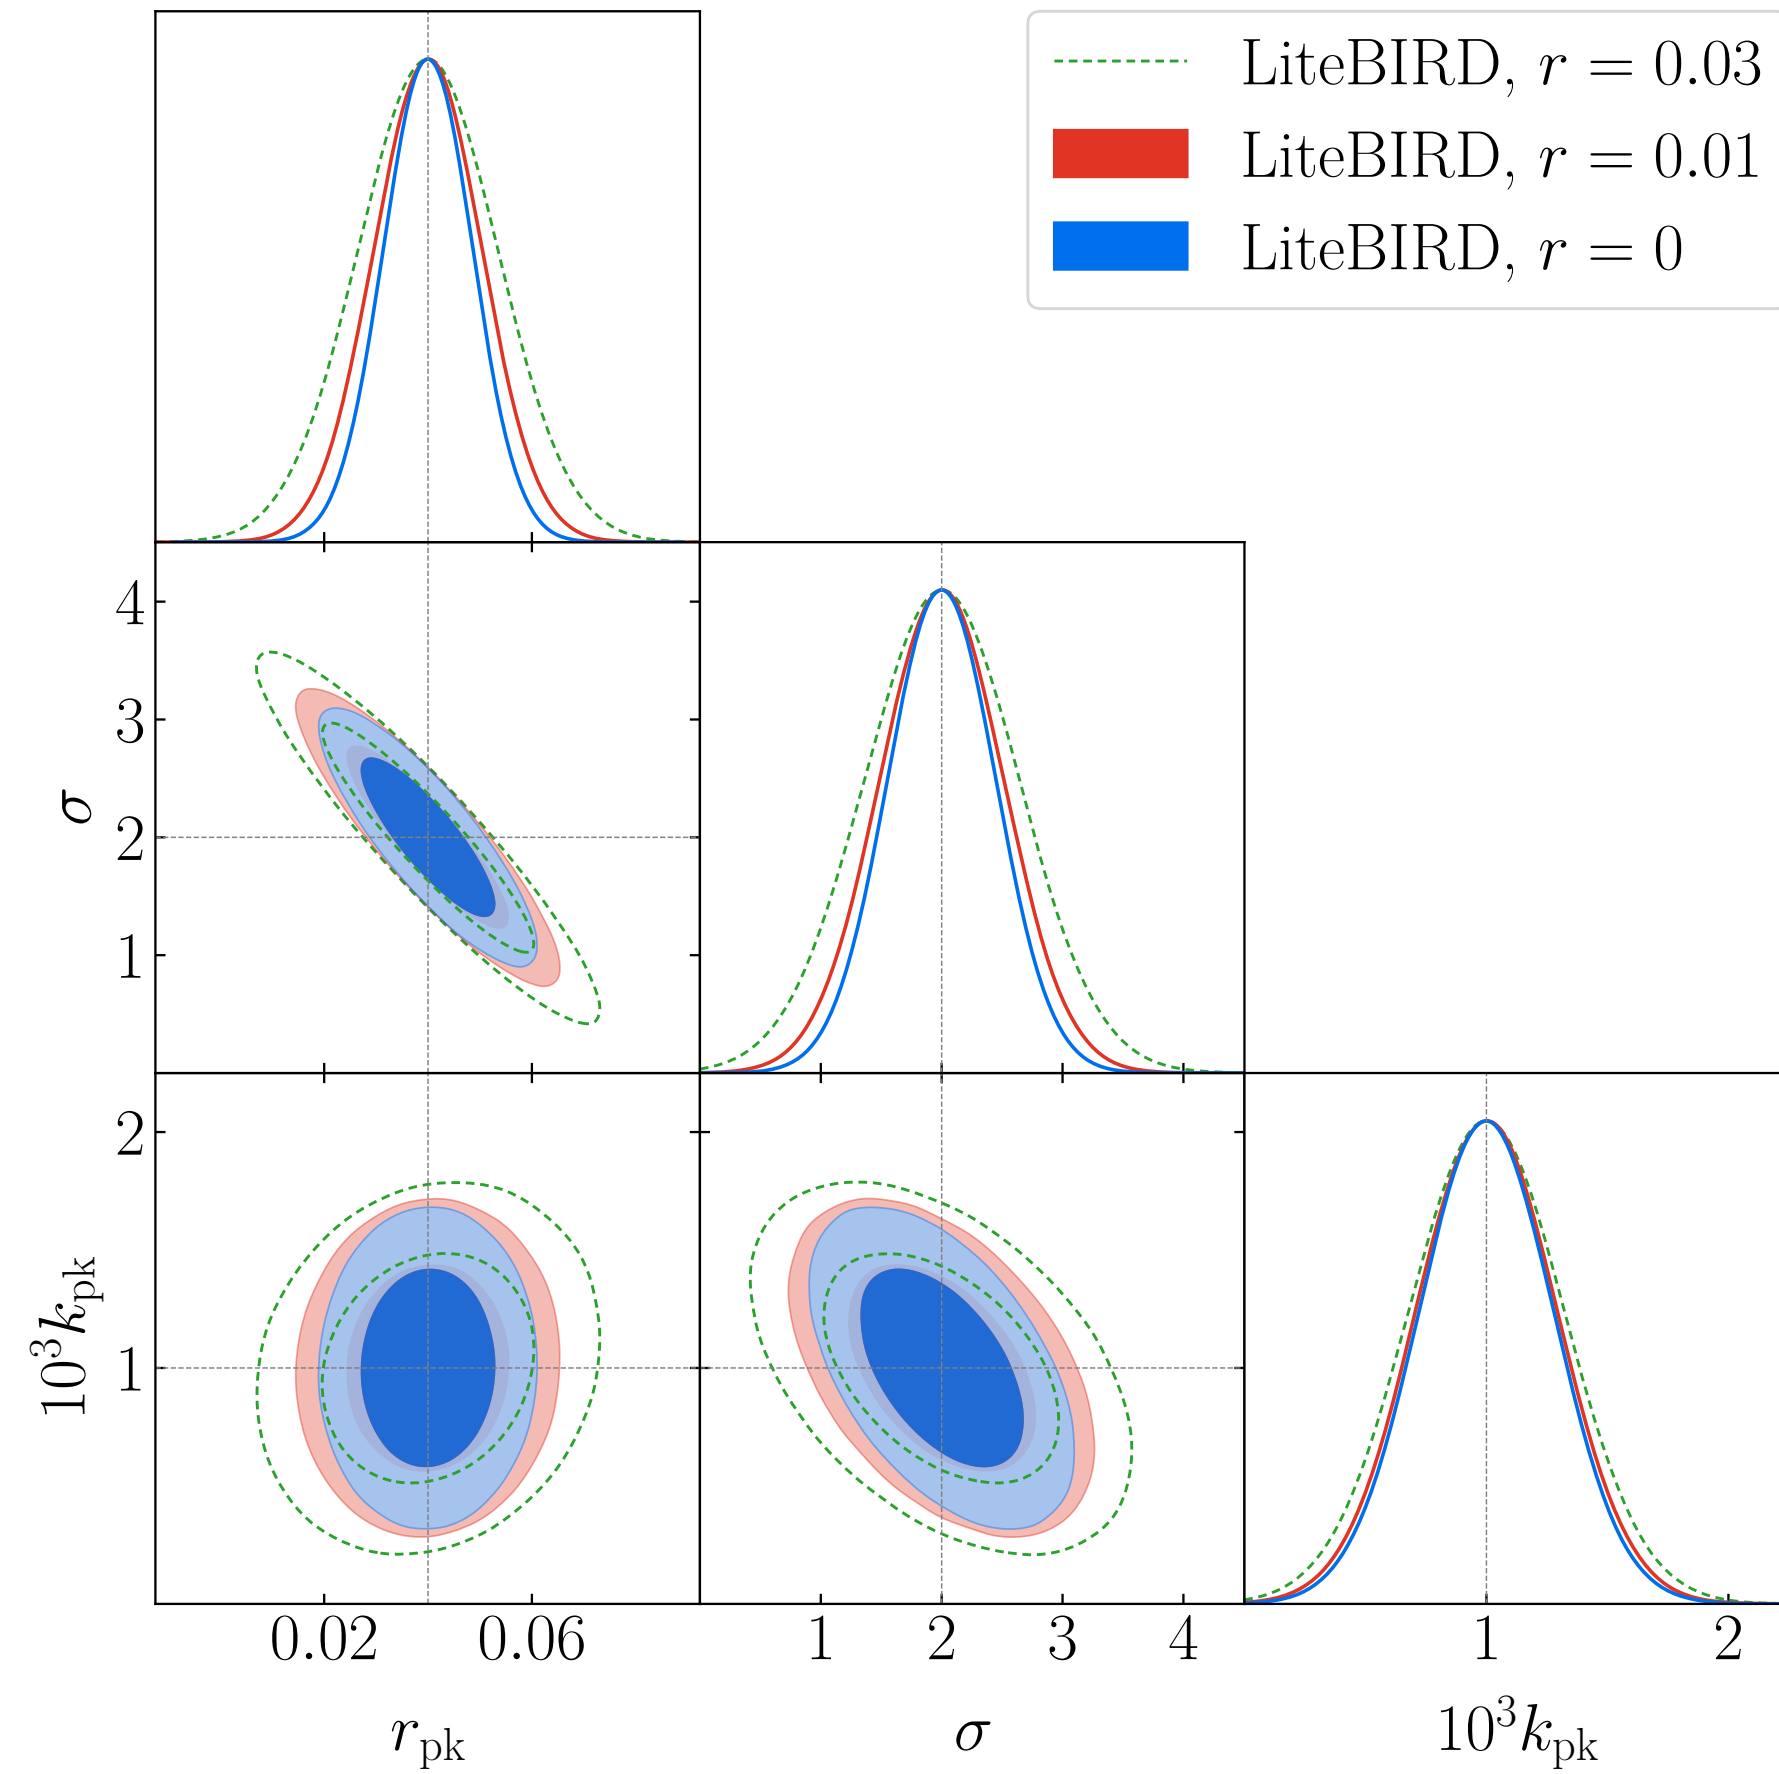 LiteBIRD, r = 0.03
LiteBIRD, r = 0.01
LiteBIRD, r = 0
4
3
2
1
σ
2
1
10³k_pk
0.02 0.06
1 2 3 4
1 2
r_pk
σ
10³k_pk